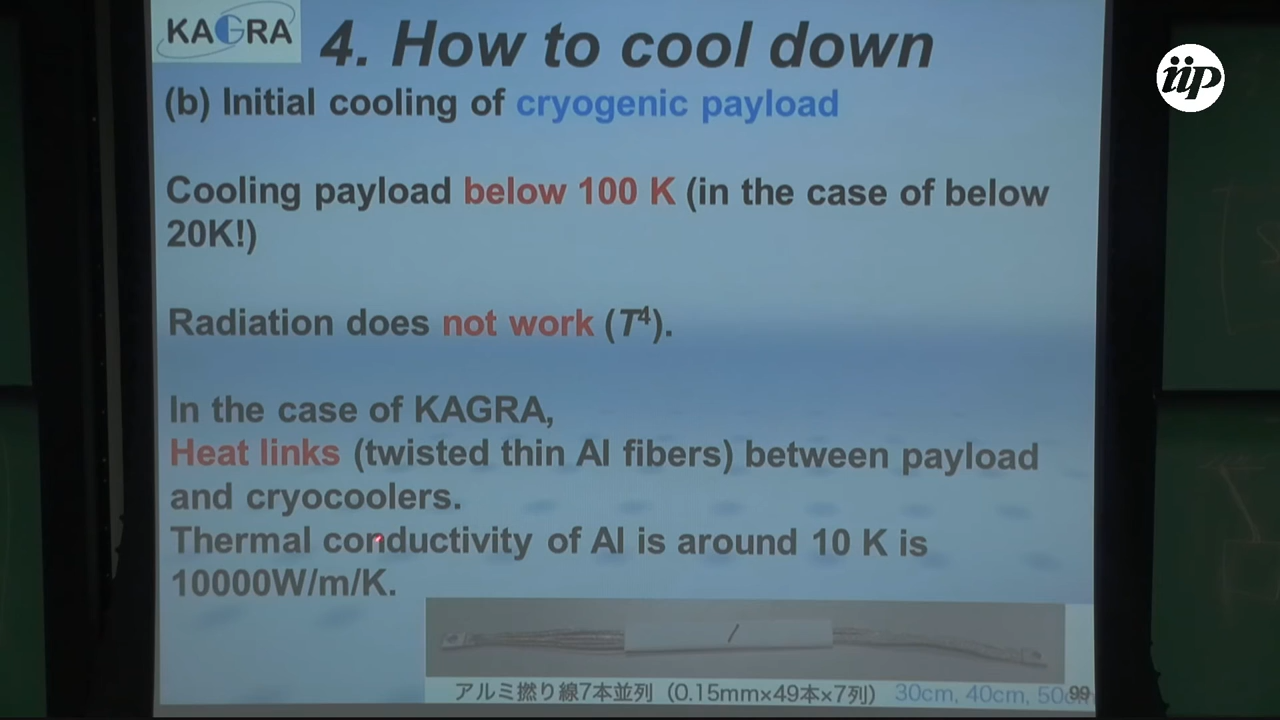 KAGRA
4. How to cool down
iip
(b) Initial cooling of cryogenic payload
Cooling payload below 100 K (in the case of below
20K!)
Radiation does not work (T⁴).
In the case of KAGRA,
Heat links (twisted thin Al fibers) between payload
and cryocoolers.
Thermal conductivity of Al is around 10 K is
10000W/m/K.
アルミ撚り線7本並列（0.15mm×49本×7列） 30cm, 40cm, 50cm
99